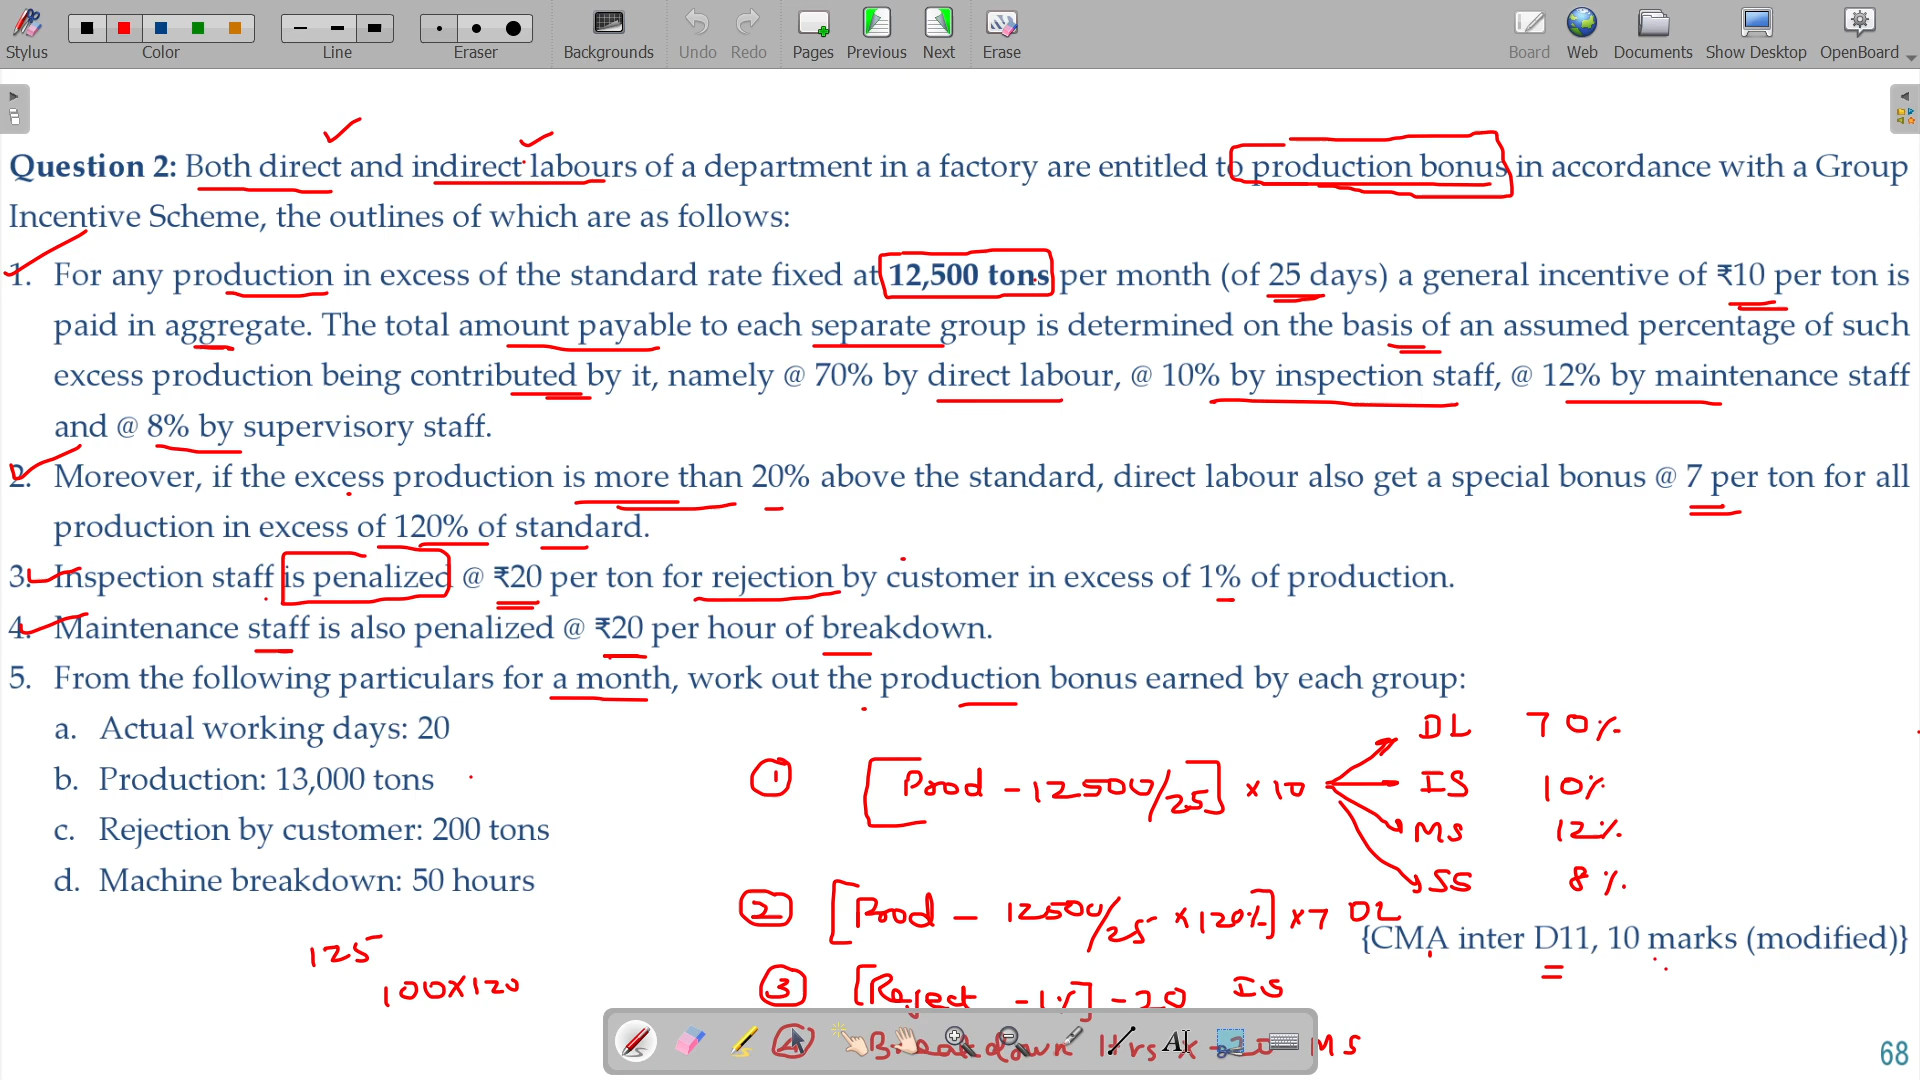 Stylus Color Line Eraser Backgrounds Undo Redo Pages Previous Next Erase Board Web Documents Show Desktop OpenBoard
Question 2: Both direct and indirect labours of a department in a factory are entitled to production bonus in accordance with a Group
Incentive Scheme, the outlines of which are as follows:
1. For any production in excess of the standard rate fixed at 12,500 tons per month (of 25 days) a general incentive of ₹10 per ton is
paid in aggregate. The total amount payable to each separate group is determined on the basis of an assumed percentage of such
excess production being contributed by it, namely @ 70% by direct labour, @ 10% by inspection staff, @ 12% by maintenance staff
and @ 8% by supervisory staff.
2. Moreover, if the excess production is more than 20% above the standard, direct labour also get a special bonus @ 7 per ton for all
production in excess of 120% of standard.
3. Inspection staff is penalized @ ₹20 per ton for rejection by customer in excess of 1% of production.
4. Maintenance staff is also penalized @ ₹20 per hour of breakdown.
5. From the following particulars for a month, work out the production bonus earned by each group:
a. Actual working days: 20
b. Production: 13,000 tons
c. Rejection by customer: 200 tons
d. Machine breakdown: 50 hours
DL 70%
① [Prod - 12500/25] × 10 IS 10%
MS 12%
SS 8%
② [Prod - 12500/25 × 120%] × 7 DL
{CMA inter D11, 10 marks (modified)}
125
100×120
③ [Reject - 1%] - 20 IS
Breakdown Hrs × -20 MS
68